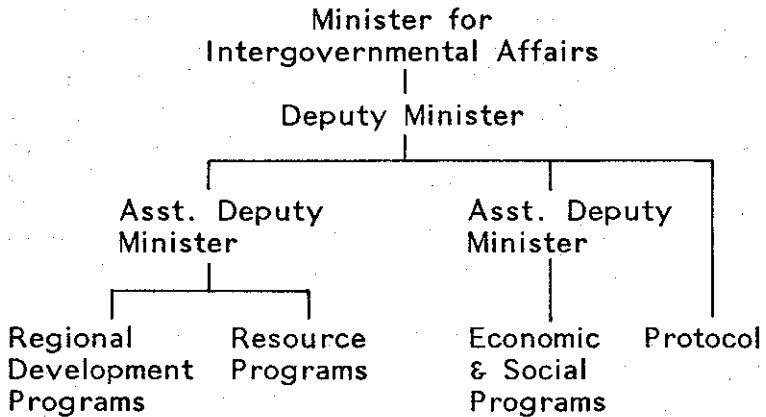 Minister for
Intergovernmental Affairs
Deputy Minister
Asst. Deputy
Minister
Asst. Deputy
Minister
Regional
Development
Programs
Resource
Programs
Economic
& Social
Programs
Protocol